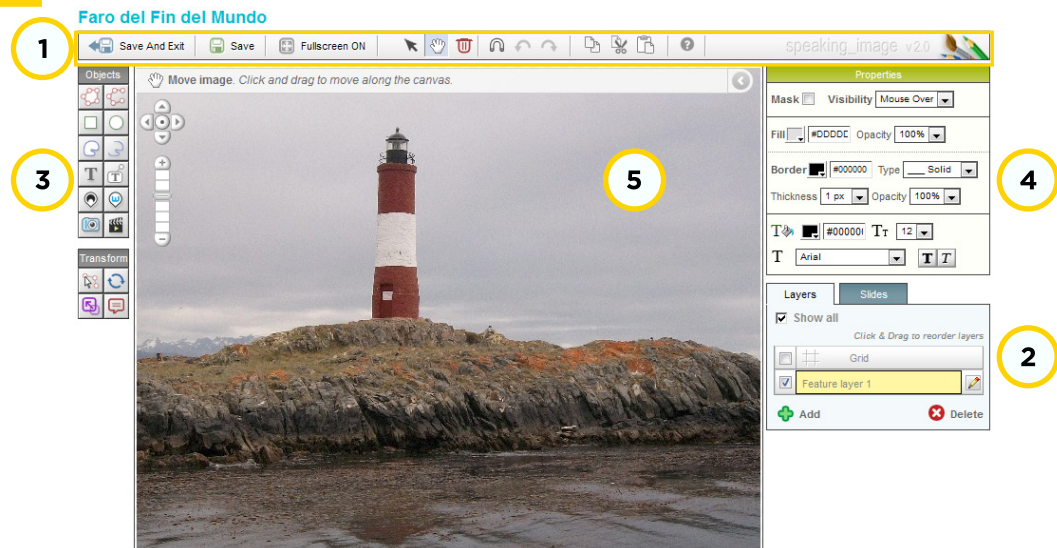 Faro del Fin del Mundo
1
Save And Exit Save Fullscreen ON ? speaking_image v2.0
Objects
Move image. Click and drag to move along the canvas.
Properties
Mask Visibility Mouse Over
Fill #DDDDDE Opacity 100%
Border #000000 Type Solid
Thickness 1 px Opacity 100%
T #00000 TT 12
T Arial T T
3
T T
5
4
Transform
Layers Slides
Show all
Click & Drag to reorder layers
Grid
Feature layer 1
Add Delete
2